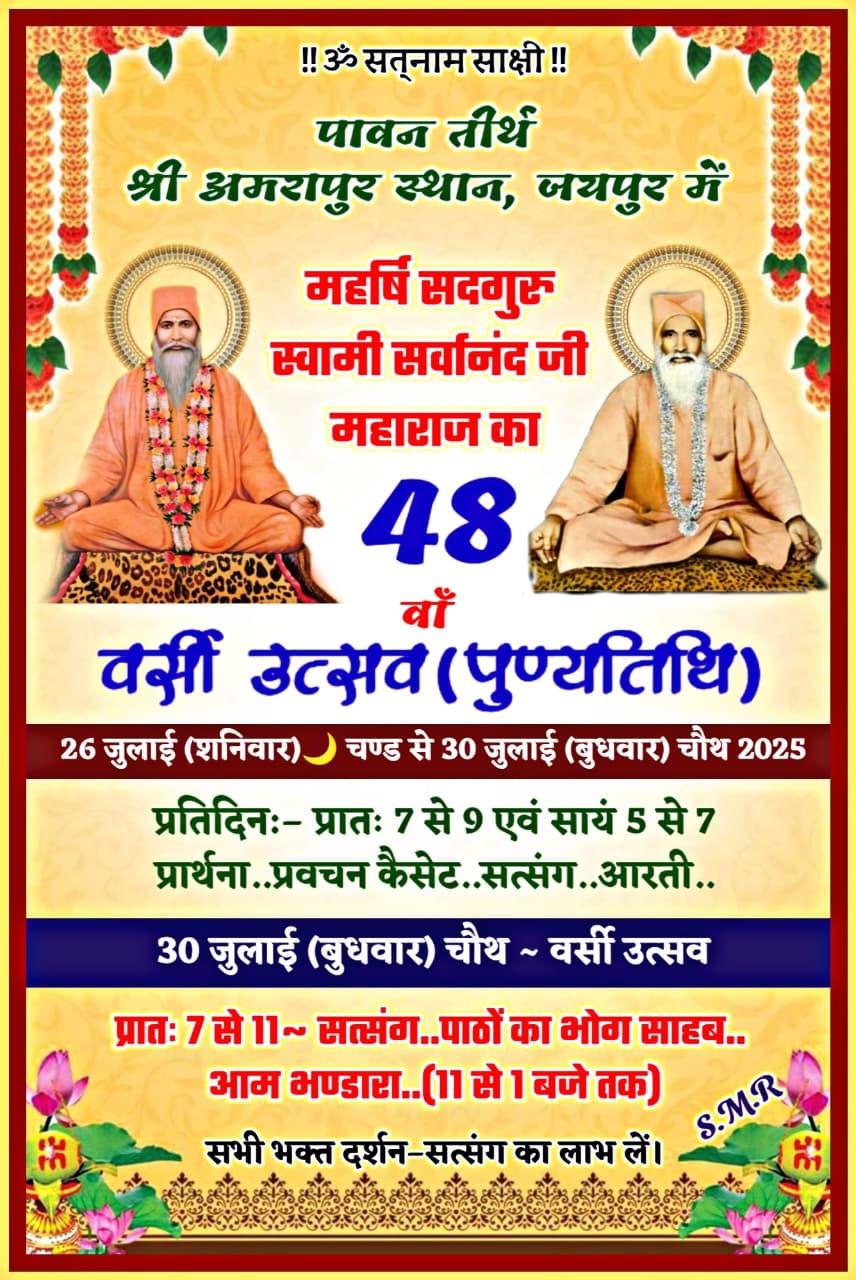 !! ॐ सत्‌नाम साक्षी !!
पावन तीर्थ
श्री अमरापुर स्थान, जयपुर में
महर्षि सदगुरु
स्वामी सर्वानंद जी
महाराज का
48
वाँ
वर्सी उत्सव (पुण्यतिथि)
26 जुलाई (शनिवार)🌙 चण्ड से 30 जुलाई (बुधवार) चौथ 2025
प्रतिदिनः– प्रातः 7 से 9 एवं सायं 5 से 7
प्रार्थना..प्रवचन कैसेट..सत्संग..आरती..
30 जुलाई (बुधवार) चौथ ~ वर्सी उत्सव
प्रातः 7 से 11~ सत्संग..पाठों का भोग साहब..
आम भण्डारा..(11 से 1 बजे तक)
S.M.R
सभी भक्त दर्शन–सत्संग का लाभ लें।